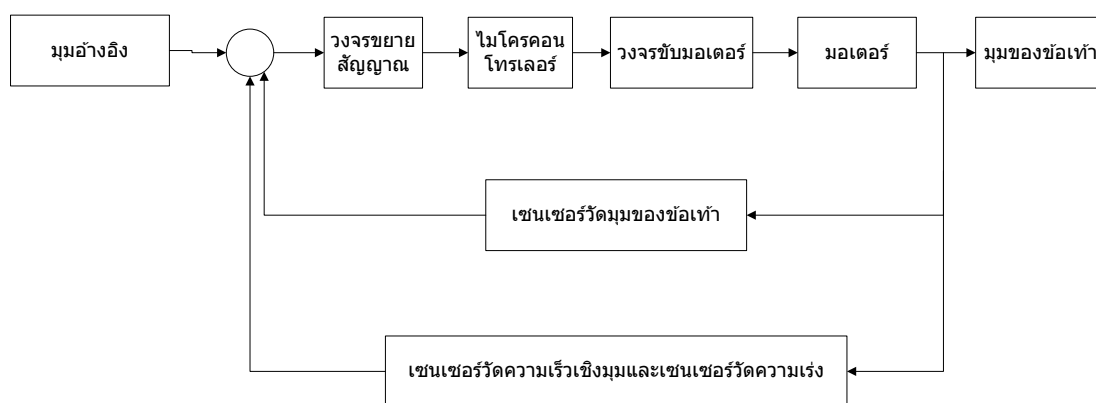 มุมอ้างอิง
วงจรขยาย
สัญญาณ
ไมโครคอน
โทรเลอร์
วงจรขับมอเตอร์
มอเตอร์
มุมของข้อเท้า
เซนเซอร์วัดมุมของข้อเท้า
เซนเซอร์วัดความเร็วเชิงมุมและเซนเซอร์วัดความเร่ง